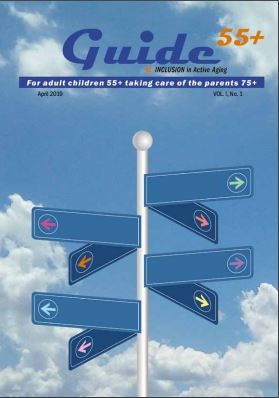 Guide 55+
INCLUSION in Active Aging
For adult children 55+ taking care of the parents 75+
April 2019 VOL. I, No. 1